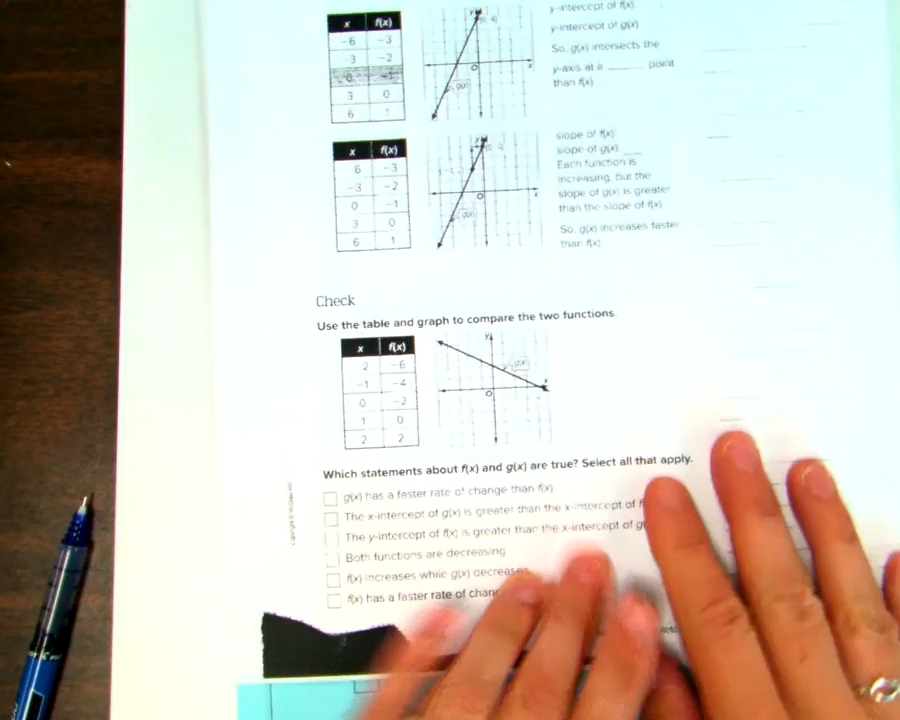 x f(x)
−6 −3
−3 −2
3 0
6 1
y
x
O
g(x)
y-intercept of f(x)
y-intercept of g(x)
So, g(x) intersects the
y-axis at a ______ point
than f(x)
x f(x)
6 −3
−3 −2
0 −1
3 0
6 1
y
x
O
g(x)
slope of f(x)
slope of g(x) ___
Each function is
increasing, but the
slope of g(x) is greater
than the slope of f(x)
So, g(x) increases faster
than f(x)
Check
Use the table and graph to compare the two functions.
x f(x)
2 −6
−1 −4
0 −2
1 0
2 2
y
x
O
g(x)
Which statements about f(x) and g(x) are true? Select all that apply.
g(x) has a faster rate of change than f(x)
The x-intercept of g(x) is greater than the x-intercept of f
The y-intercept of f(x) is greater than the x-intercept of g(
Both functions are decreasing
f(x) increases while g(x) decreases
f(x) has a faster rate of chan